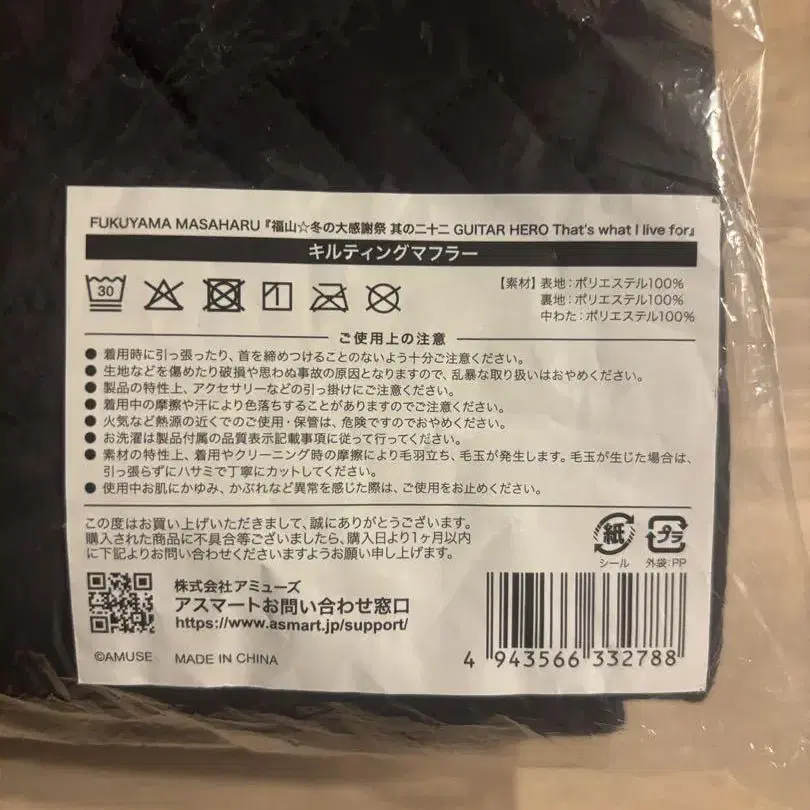 FUKUYAMA MASAHARU『福山☆冬の大感謝祭 其の二十二 GUITAR HERO That's what I live for』
キルティングマフラー
30
【素材】表地：ポリエステル100%
裏地：ポリエステル100%
中わた：ポリエステル100%
ご使用上の注意
● 着用時に引っ張ったり、首を締めつけることのないよう十分ご注意ください。
● 生地などを傷めたり破損や思わぬ事故の原因となりますので、乱暴な取り扱いはおやめください。
● 製品の特性上、アクセサリーなどの引っ掛けにご注意ください。
● 着用中の摩擦や汗により色落ちすることがありますのでご注意ください。
● 火気など熱源の近くでのご使用・保管は、危険ですのでおやめください。
● お洗濯は製品付属の品質表示記載事項に従って行ってください。
● 素材の特性上、着用やクリーニング時の摩擦により毛羽立ち、毛玉が発生します。毛玉が生じた場合は、
引っ張らずにハサミで丁寧にカットしてください。
● 使用中お肌にかゆみ、かぶれなど異常を感じた際は、ご使用をお止めください。
この度はお買い上げいただきまして、誠にありがとうございます。
購入された商品に不具合等ございましたら、購入日より1ヶ月以内
に下記よりお問い合わせくださいますようお願い申し上げます。
紙
シール
プラ
外袋:PP
株式会社アミューズ
アスマートお問い合わせ窓口
https://www.asmart.jp/support/
©AMUSE MADE IN CHINA
4 943566 332788